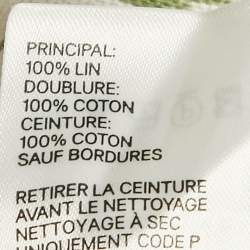 PRINCIPAL:
100% LIN
DOUBLURE:
100% COTON
CEINTURE:
100% COTON
SAUF BORDURES
RETIRER LA CEINTURE
AVANT LE NETTOYAGE
NETTOYAGE À SEC
UNIQUEMENT CODE P